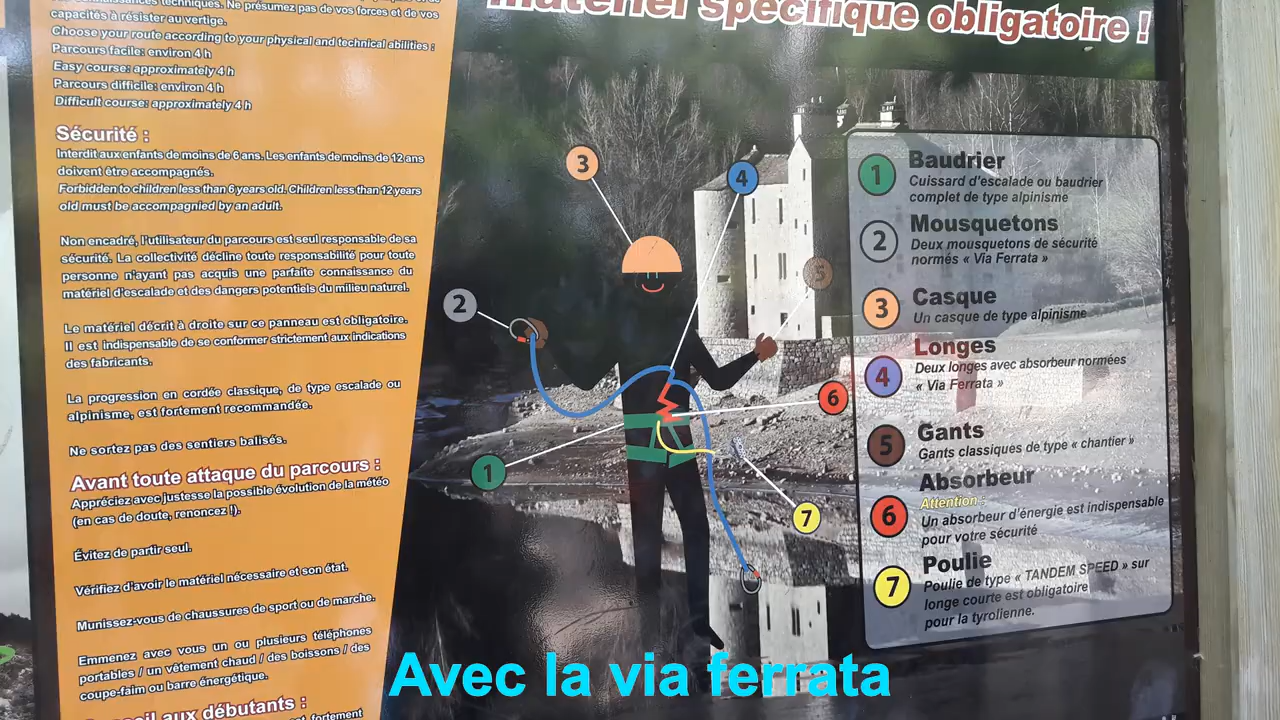 techniques. Ne présumez pas de vos forces et de vos
capacités à résister au vertige.
Choose your route according to your physical and technical abilities :
Parcours facile: environ 4 h
Easy course: approximately 4 h
Parcours difficile: environ 4 h
Difficult course: approximately 4 h
Sécurité :
Interdit aux enfants de moins de 6 ans. Les enfants de moins de 12 ans
doivent être accompagnés.
Forbidden to children less than 6 years old. Children less than 12 years
old must be accompagnied by an adult.
Non encadré, l'utilisateur du parcours est seul responsable de sa
sécurité. La collectivité décline toute responsabilité pour toute
personne n'ayant pas acquis une parfaite connaissance du
matériel d'escalade et des dangers potentiels du milieu naturel.
Le matériel décrit à droite sur ce panneau est obligatoire.
Il est indispensable de se conformer strictement aux indications
des fabricants.
La progression en cordée classique, de type escalade ou
alpinisme, est fortement recommandée.
Ne sortez pas des sentiers balisés.
Avant toute attaque du parcours :
Appréciez avec justesse la possible évolution de la météo
(en cas de doute, renoncez !).
Évitez de partir seul.
Vérifiez d'avoir le matériel nécessaire et son état.
Munissez-vous de chaussures de sport ou de marche.
Emmenez avec vous un ou plusieurs téléphones
portables / un vêtement chaud / des boissons / des
coupe-faim ou barre énergétique.
aux débutants :
fortement
matériel spécifique obligatoire !
3
4
5
2
6
1
7
1 Baudrier
Cuissard d'escalade ou baudrier
complet de type alpinisme
2 Mousquetons
Deux mousquetons de sécurité
normés « Via Ferrata »
3 Casque
Un casque de type alpinisme
4 Longes
Deux longes avec absorbeur normées
« Via Ferrata »
5 Gants
Gants classiques de type « chantier »
6 Absorbeur
Attention :
Un absorbeur d'énergie est indispensable
pour votre sécurité
7 Poulie
Poulie de type « TANDEM SPEED » sur
longe courte est obligatoire
pour la tyrolienne.
Avec la via ferrata